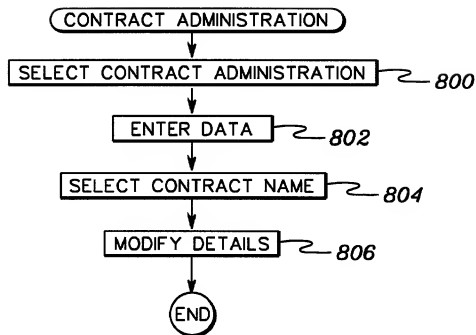 CONTRACT ADMINISTRATION
SELECT CONTRACT ADMINISTRATION 800
ENTER DATA 802
SELECT CONTRACT NAME 804
MODIFY DETAILS 806
END